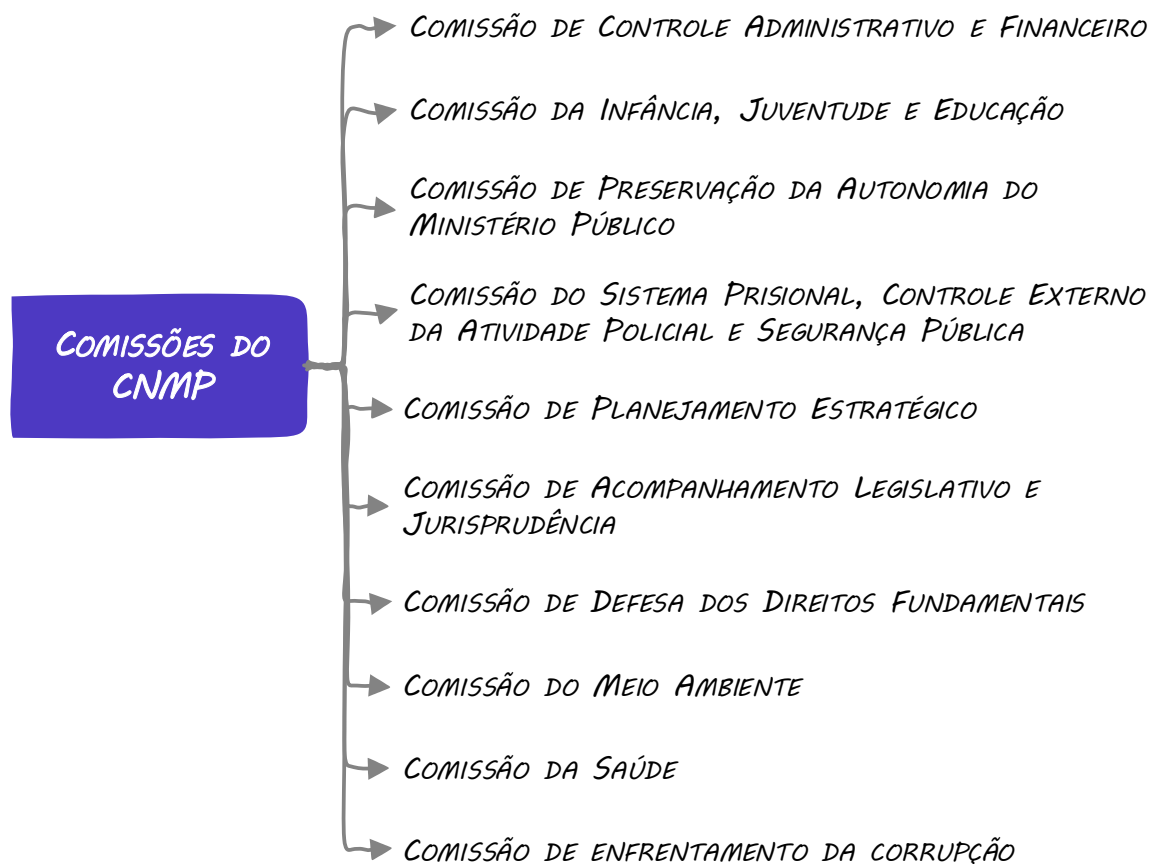 Comissão de Controle Administrativo e Financeiro
Comissão da Infância, Juventude e Educação
Comissão de Preservação da Autonomia do
Ministério Público
Comissão do Sistema Prisional, Controle Externo
da Atividade Policial e Segurança Pública
Comissões do
CNMP
Comissão de Planejamento Estratégico
Comissão de Acompanhamento Legislativo e
Jurisprudência
Comissão de Defesa dos Direitos Fundamentais
Comissão do Meio Ambiente
Comissão da Saúde
Comissão de enfrentamento da corrupção